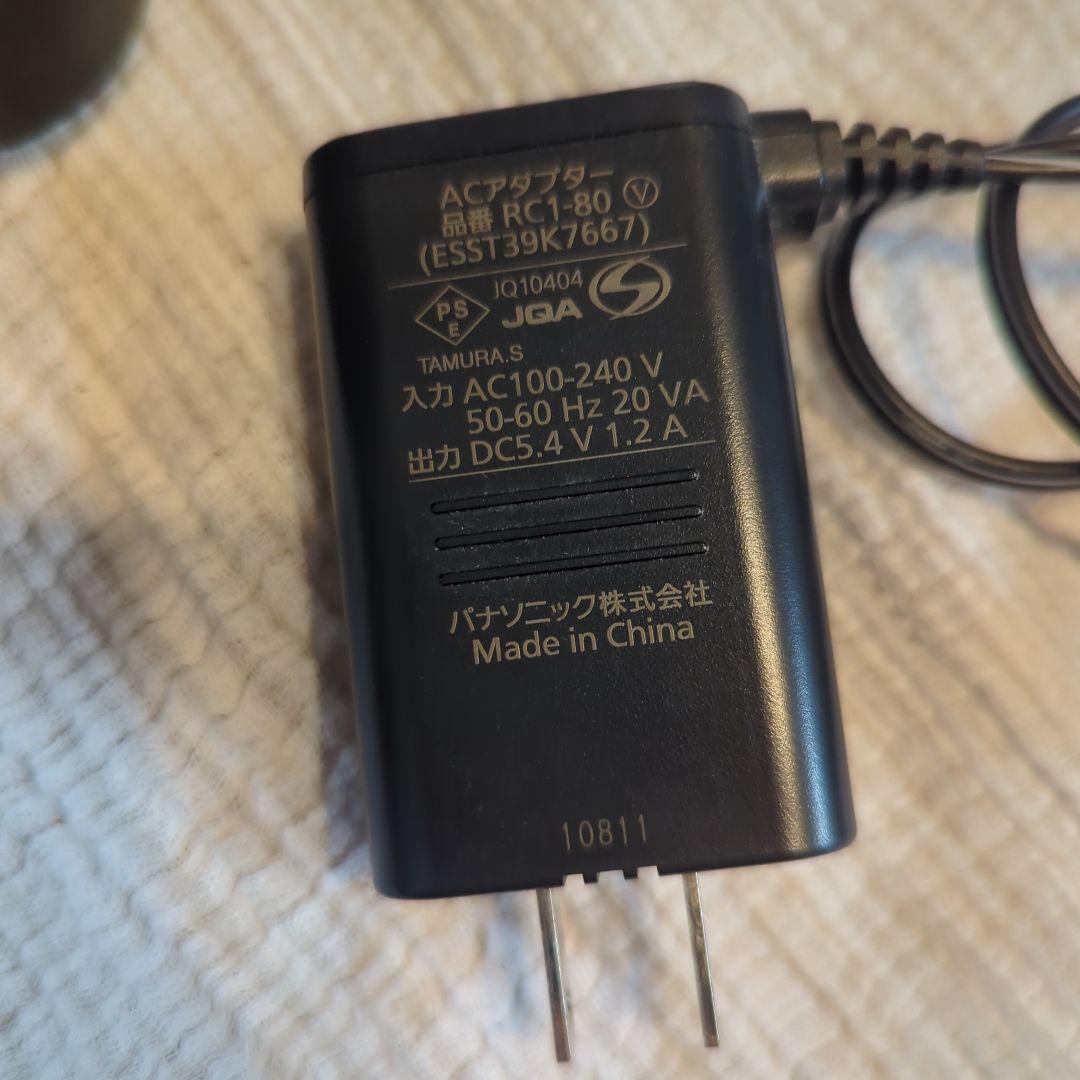 ACアダプター
品番 RC1-80 Ⓥ
(ESST39K7667)
PS
E
JQ10404
JQA
TAMURA.S
入力 AC100-240 V
50-60 Hz 20 VA
出力 DC5.4 V 1.2 A
パナソニック株式会社
Made in China
10811